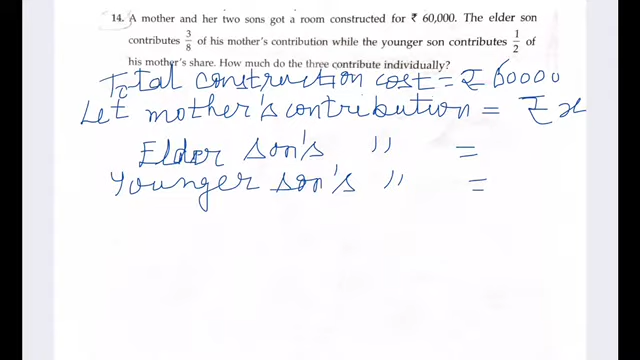 14. A mother and her two sons got a room constructed for ₹ 60,000. The elder son
contributes 3/8 of his mother's contribution while the younger son contributes 1/2 of
his mother's share. How much do the three contribute individually?
Total construction cost = ₹ 60000
Let mother's contribution = ₹ x
Elder son's " =
Younger son's " =